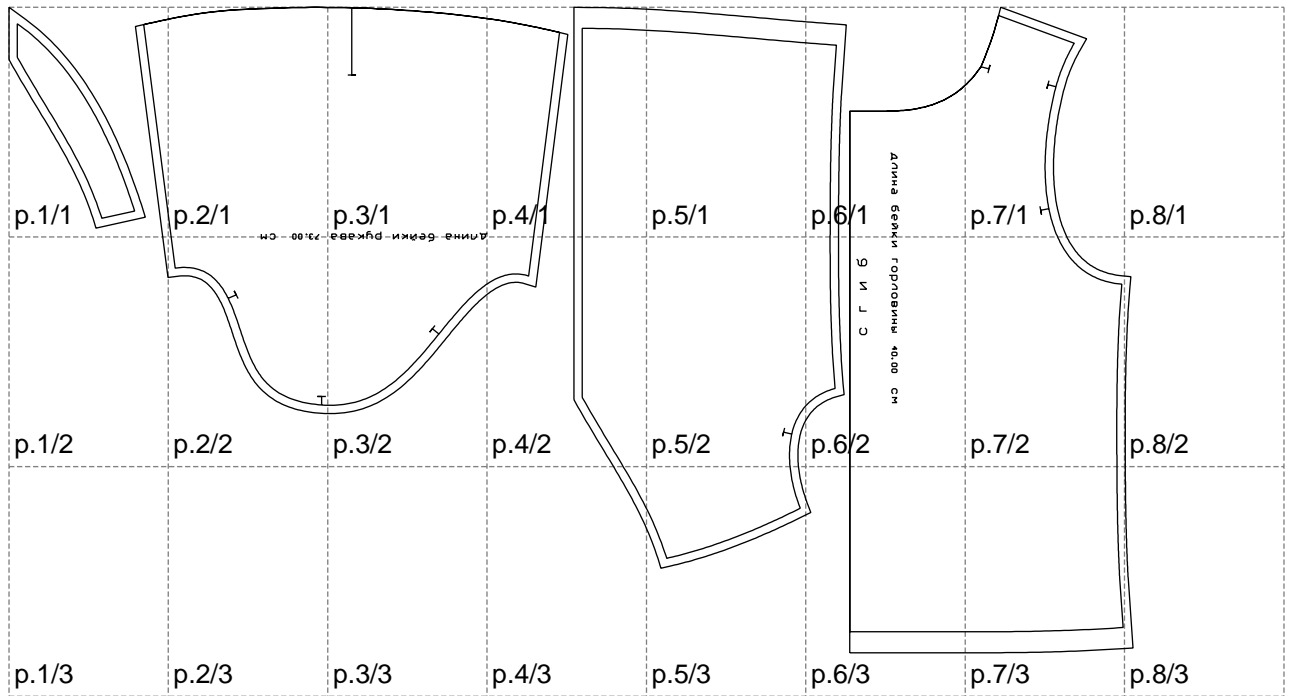 p.1/1 p.2/1 p.3/1 p.4/1 p.5/1 p.6/1 p.7/1 p.8/1
длина бейки рукава 73.00 см
длина бейки горловины 40.00 см
сгиб
p.1/2 p.2/2 p.3/2 p.4/2 p.5/2 p.6/2 p.7/2 p.8/2
p.1/3 p.2/3 p.3/3 p.4/3 p.5/3 p.6/3 p.7/3 p.8/3